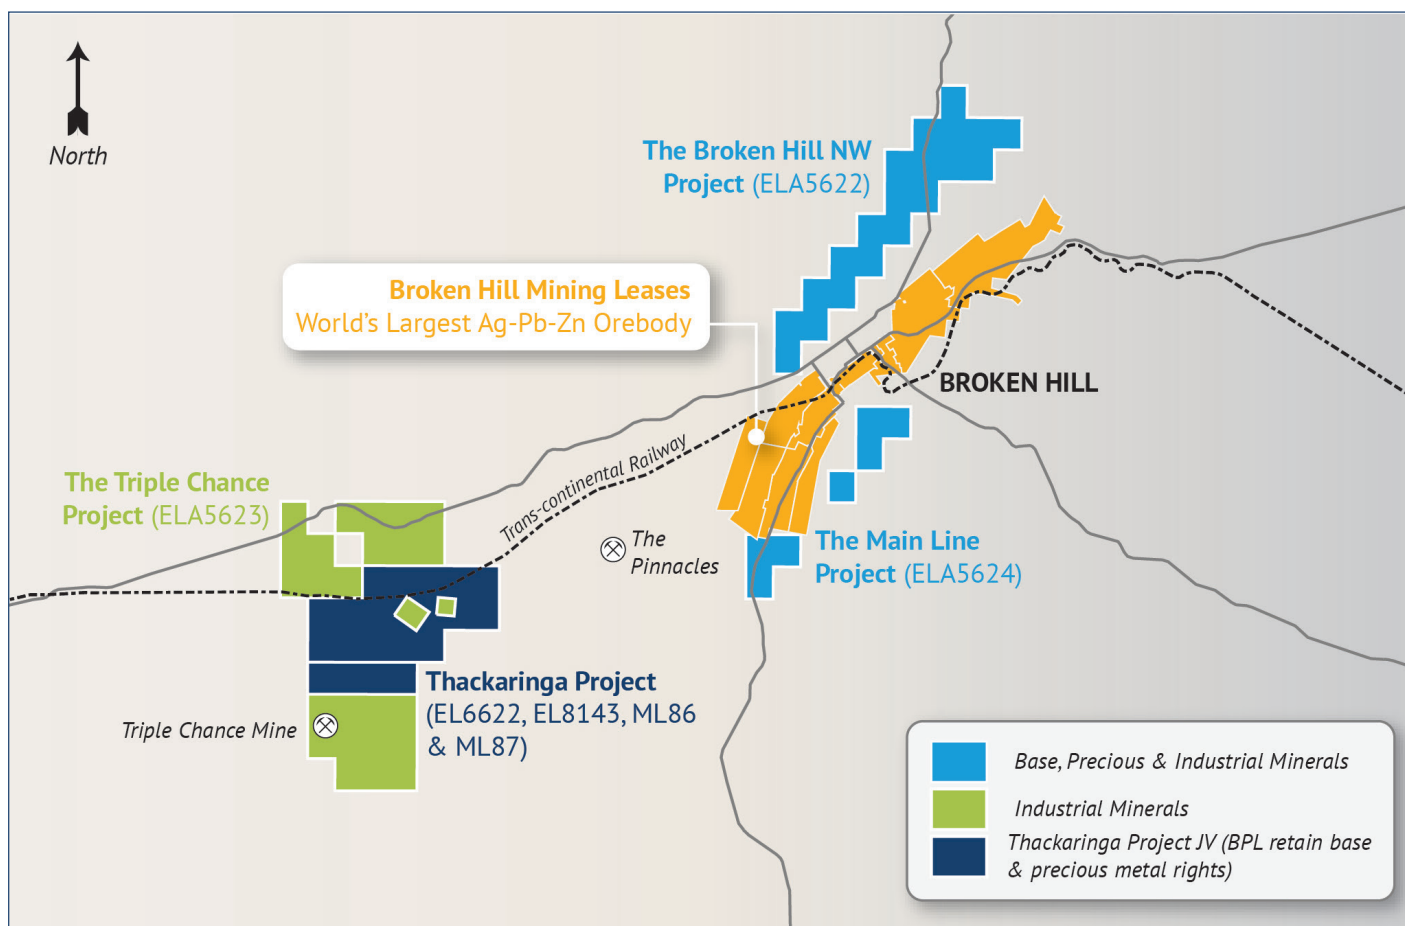 North
The Broken Hill NW
Project (ELA5622)
Broken Hill Mining Leases
World's Largest Ag-Pb-Zn Orebody
BROKEN HILL
Trans-continental Railway
The Triple Chance
Project (ELA5623)
The
Pinnacles
The Main Line
Project (ELA5624)
Thackaringa Project
(EL6622, EL8143, ML86
& ML87)
Triple Chance Mine
Base, Precious & Industrial Minerals
Industrial Minerals
Thackaringa Project JV (BPL retain base
& precious metal rights)